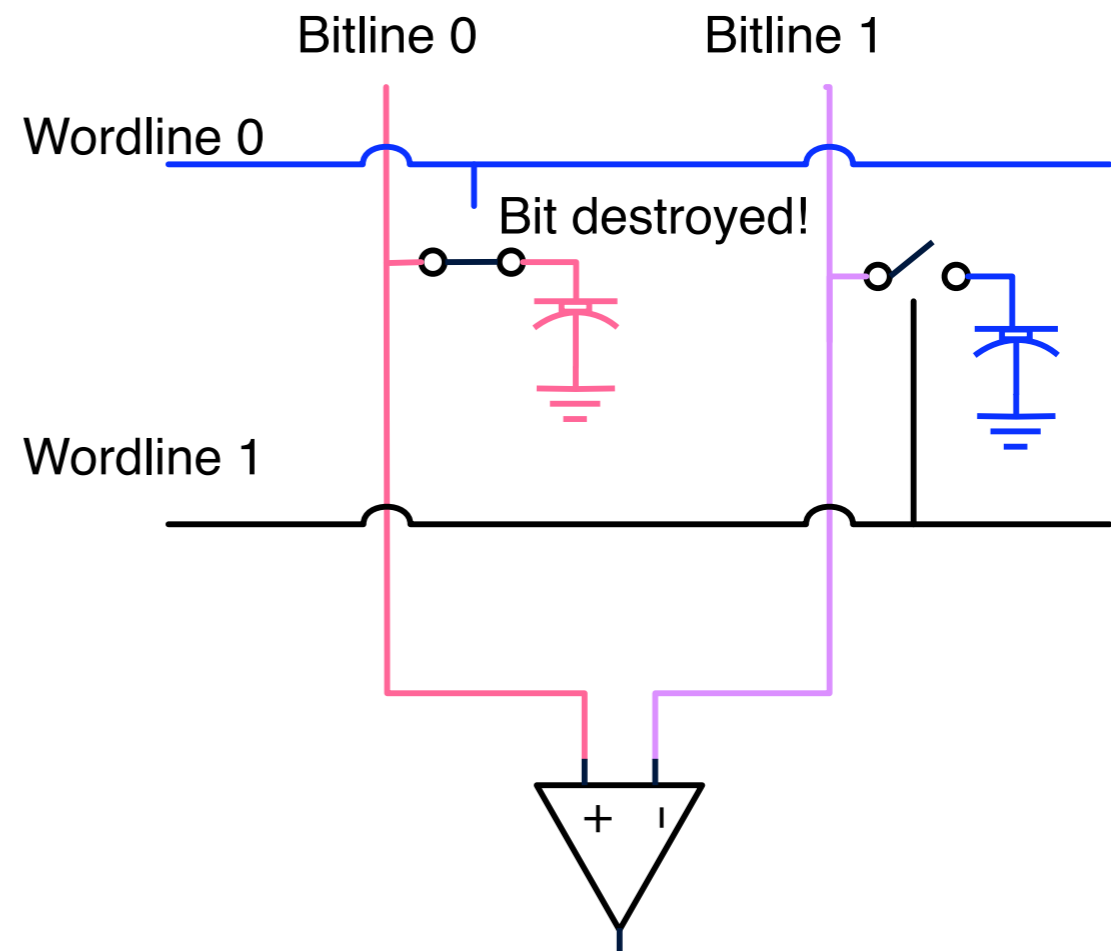 Bitline 0
Bitline 1
Wordline 0
Bit destroyed!
Wordline 1
+ -